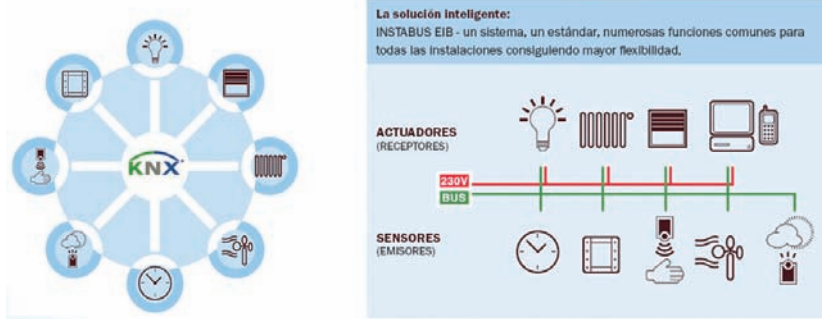 KNX
La solución inteligente:
INSTABUS EIB - un sistema, un estándar, numerosas funciones comunes para
todas las instalaciones consiguiendo mayor flexibilidad.
ACTUADORES
(RECEPTORES)
230V
BUS
SENSORES
(EMISORES)